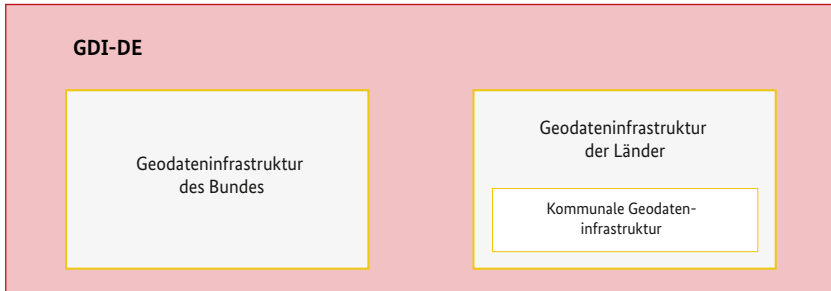 GDI-DE
Geodateninfrastruktur
des Bundes
Geodateninfrastruktur
der Länder
Kommunale Geodaten-
infrastruktur